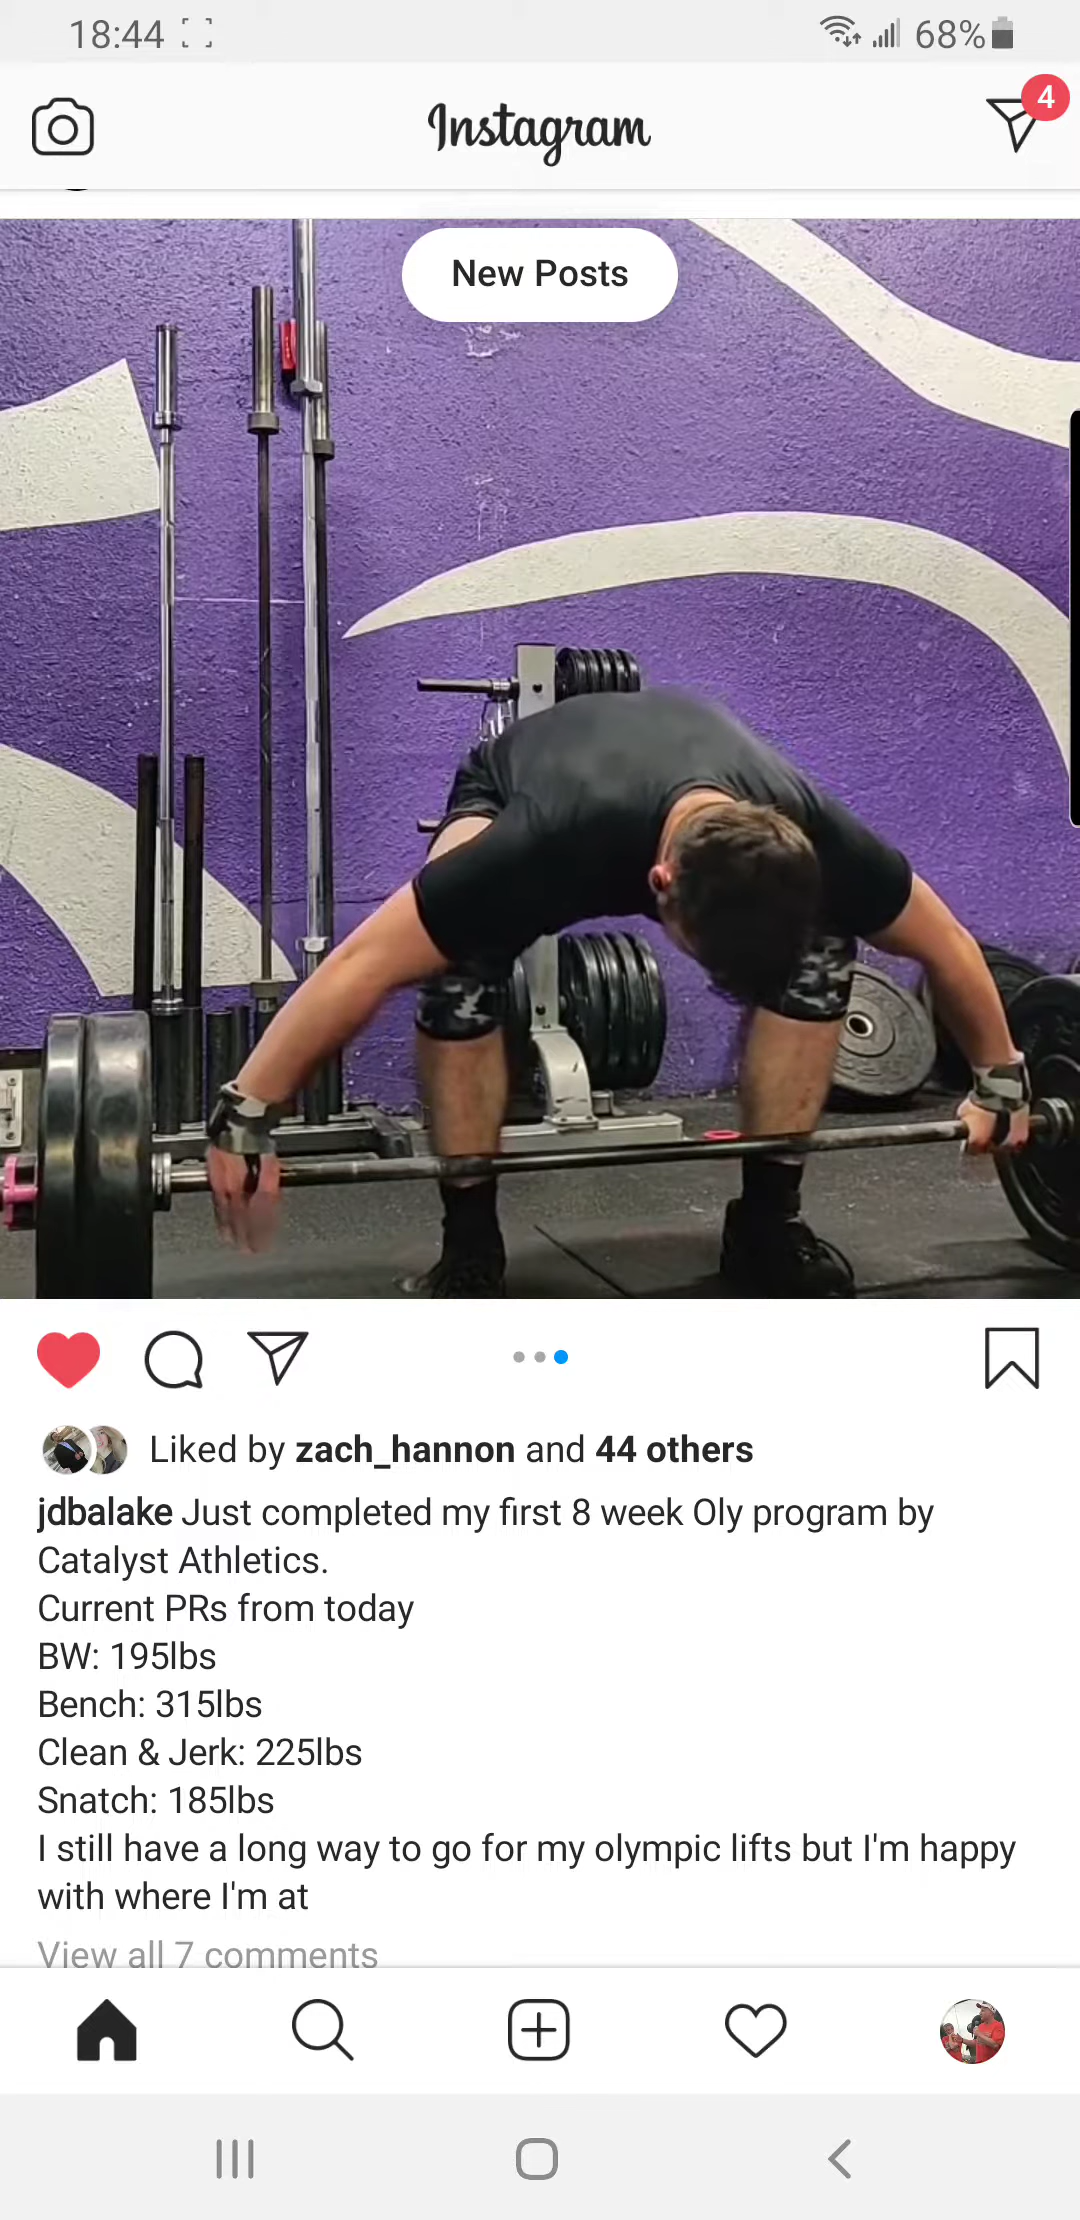 18:44
68%
Instagram
4
New Posts
Liked by zach_hannon and 44 others
jdbalake Just completed my first 8 week Oly program by
Catalyst Athletics.
Current PRs from today
BW: 195lbs
Bench: 315lbs
Clean & Jerk: 225lbs
Snatch: 185lbs
I still have a long way to go for my olympic lifts but I'm happy
with where I'm at
View all 7 comments